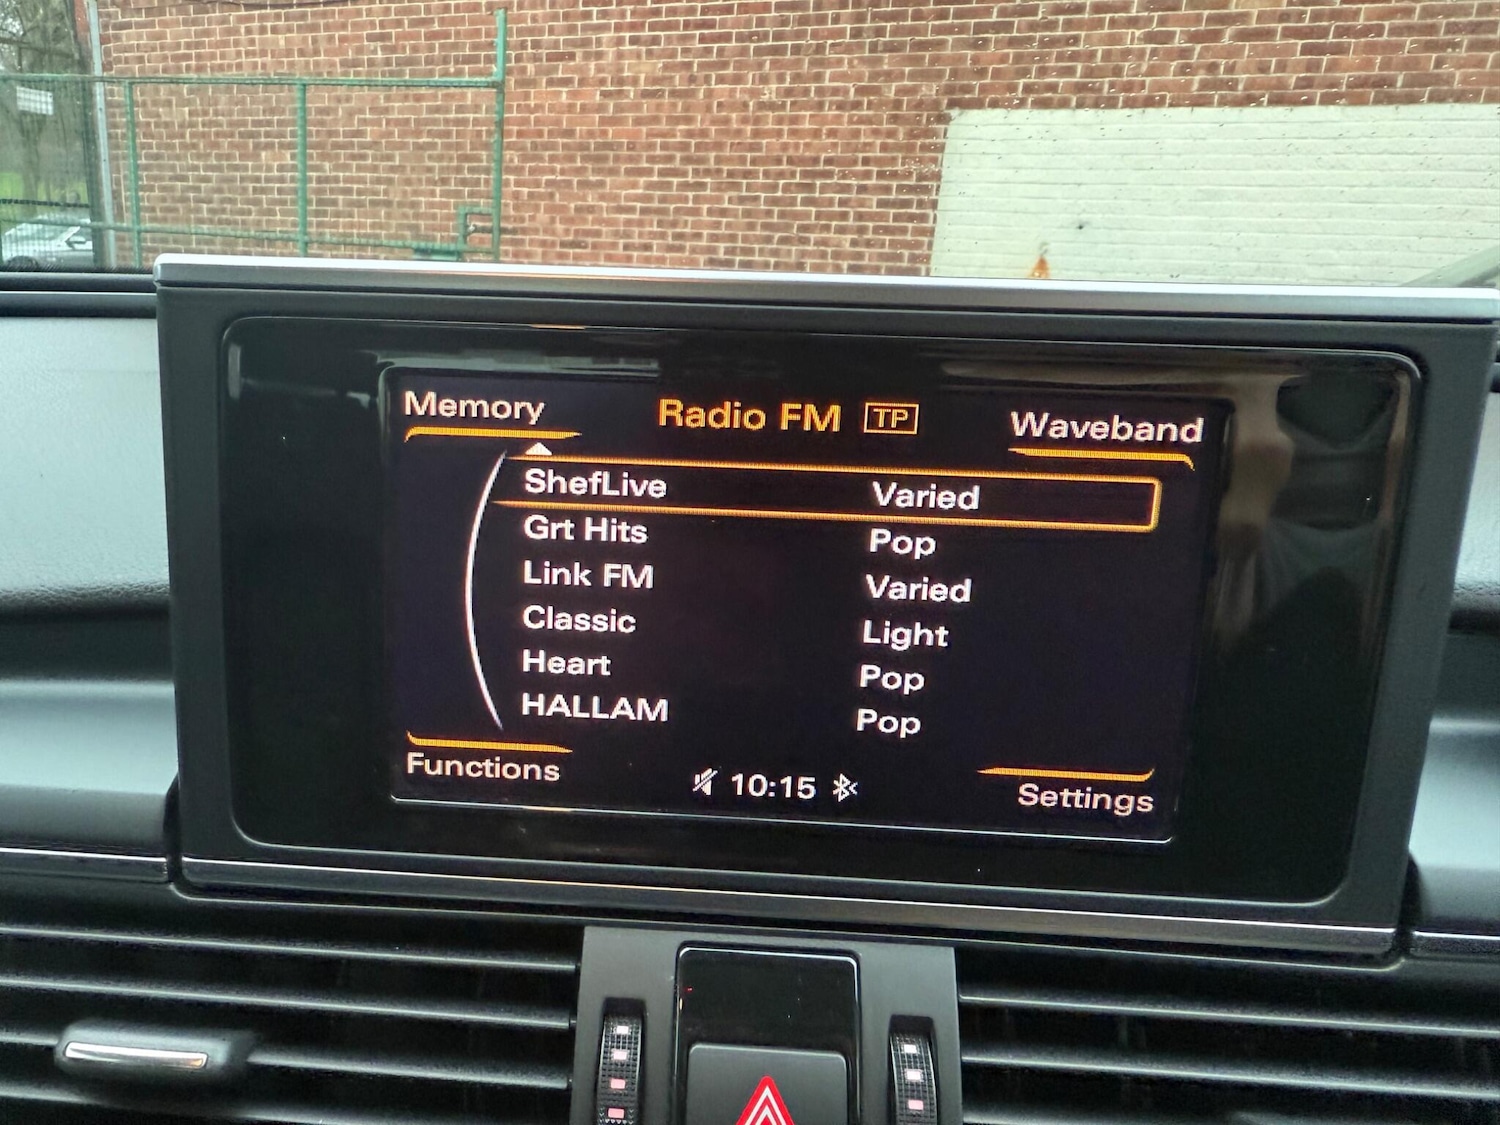 Memory Radio FM TP Waveband
ShefLive Varied
Grt Hits Pop
Link FM Varied
Classic Light
Heart Pop
HALLAM Pop
Functions 10:15 Settings